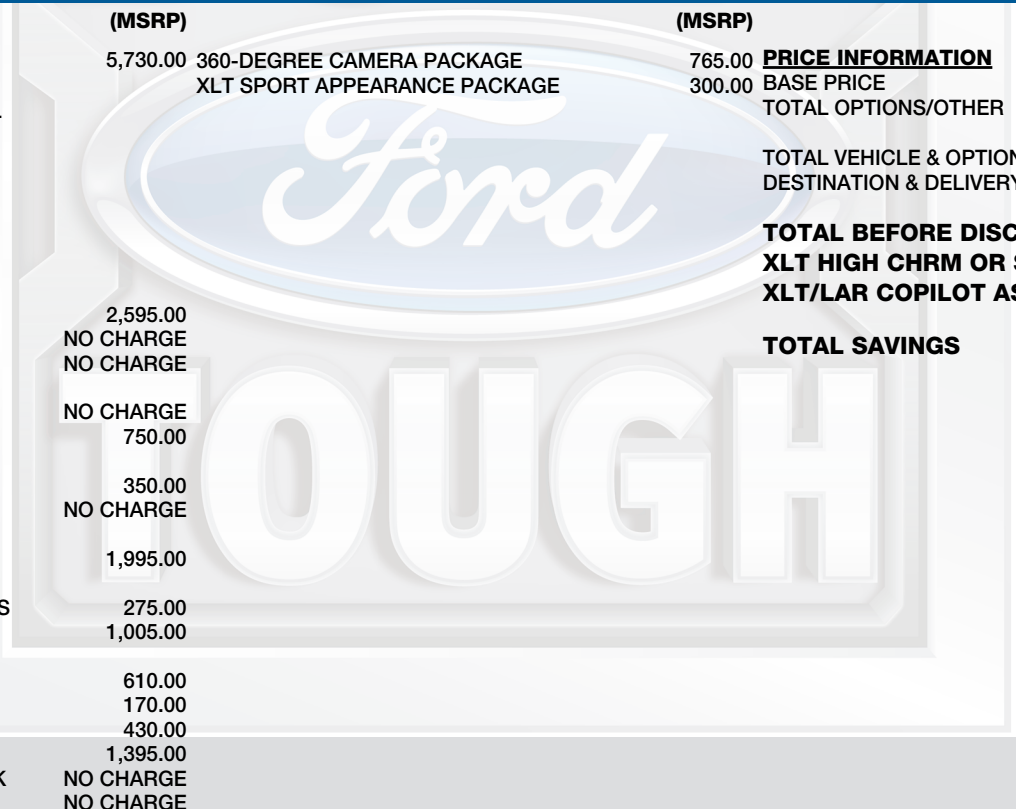 (MSRP)
(MSRP)
5,730.00 360-DEGREE CAMERA PACKAGE 765.00
XLT SPORT APPEARANCE PACKAGE 300.00
PRICE INFORMATION
BASE PRICE
TOTAL OPTIONS/OTHER
TOTAL VEHICLE & OPTION
DESTINATION & DELIVERY
TOTAL BEFORE DISC
XLT HIGH CHRM OR S
XLT/LAR COPILOT AS
TOTAL SAVINGS
2,595.00
NO CHARGE
NO CHARGE
NO CHARGE
750.00
350.00
NO CHARGE
1,995.00
S 275.00
1,005.00
610.00
170.00
430.00
1,395.00
K NO CHARGE
NO CHARGE
Ford
TOUGH